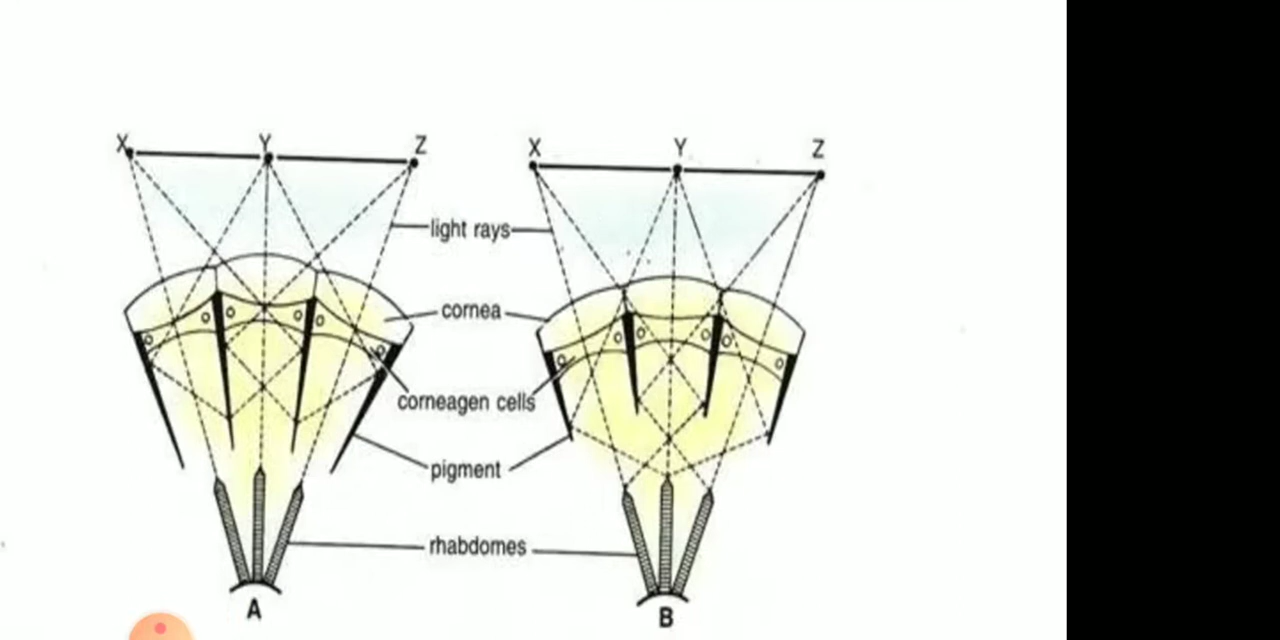 X Y Z
X Y Z
light rays
cornea
corneagen cells
pigment
rhabdomes
A
B